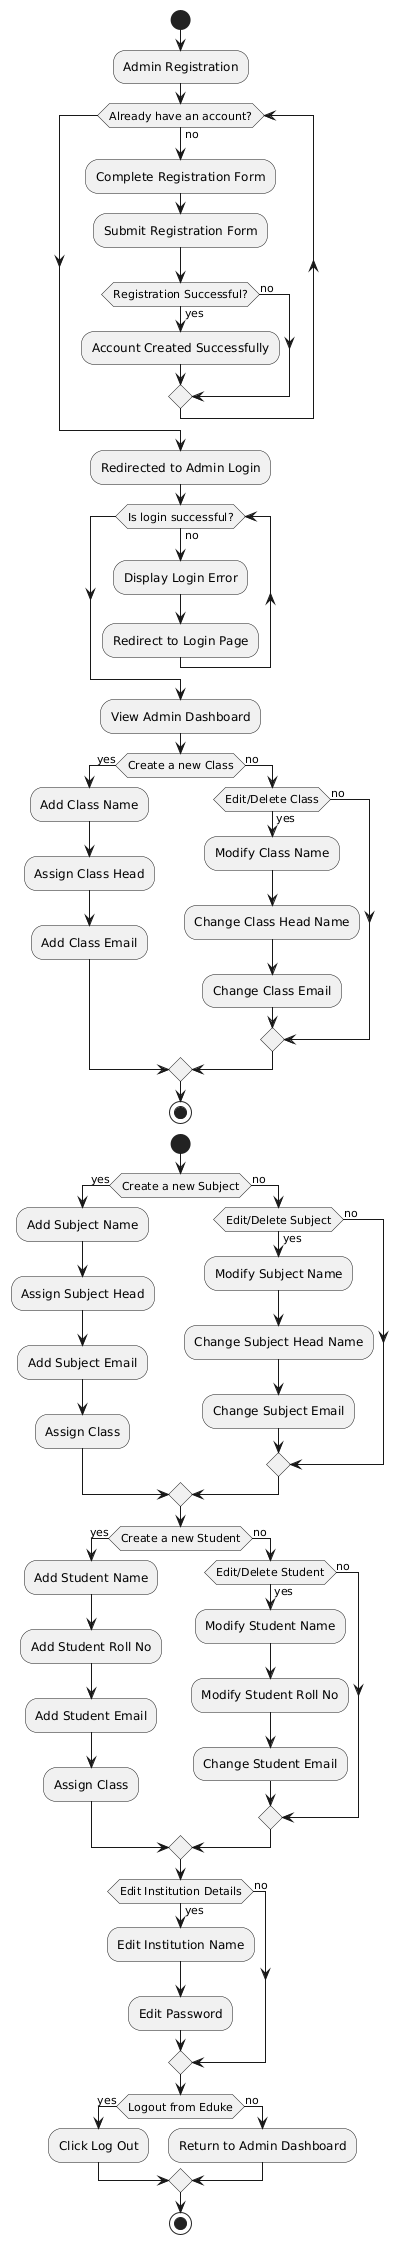 Admin Registration
Already have an account?
no
Complete Registration Form
Submit Registration Form
Registration Successful?
no
yes
Account Created Successfully
Redirected to Admin Login
Is login successful?
no
Display Login Error
Redirect to Login Page
View Admin Dashboard
yes
Create a new Class
no
Add Class Name
Edit/Delete Class
no
yes
Modify Class Name
Assign Class Head
Change Class Head Name
Add Class Email
Change Class Email
yes
Create a new Subject
no
Add Subject Name
Edit/Delete Subject
no
yes
Modify Subject Name
Assign Subject Head
Change Subject Head Name
Add Subject Email
Change Subject Email
Assign Class
yes
Create a new Student
no
Add Student Name
Edit/Delete Student
no
yes
Modify Student Name
Add Student Roll No
Modify Student Roll No
Add Student Email
Change Student Email
Assign Class
Edit Institution Details
no
yes
Edit Institution Name
Edit Password
yes
Logout from Eduke
no
Click Log Out
Return to Admin Dashboard